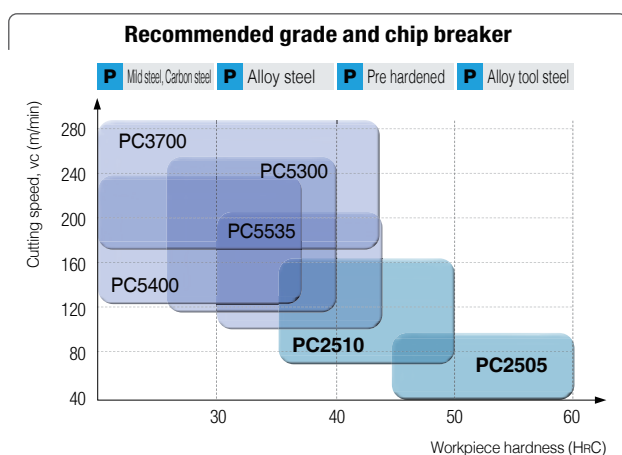 Recommended grade and chip breaker
P Mild steel, Carbon steel P Alloy steel P Pre hardened P Alloy tool steel
Cutting speed, vc (m/min)
280
240
200
160
120
80
40
PC3700
PC5300
PC5535
PC5400
PC2510
PC2505
30 40 50 60
Workpiece hardness (HRC)